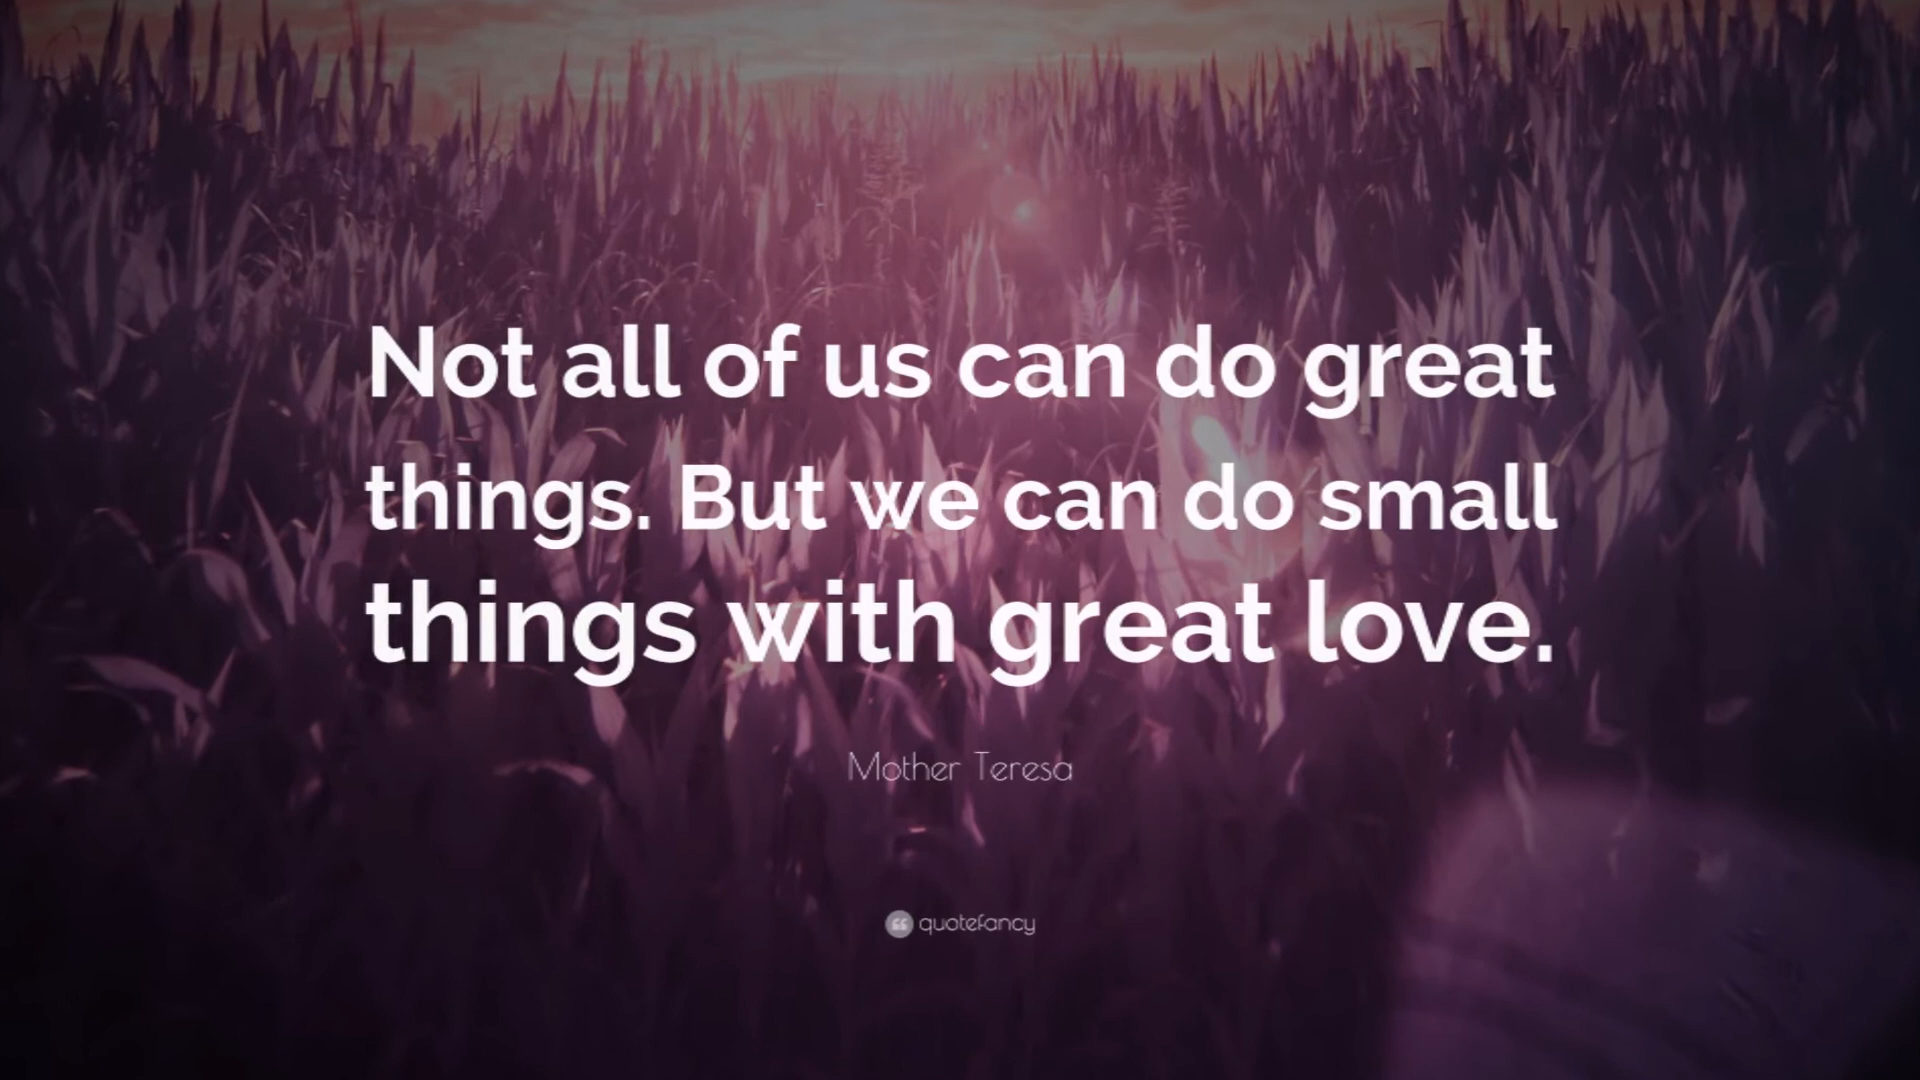 Not all of us can do great
things. But we can do small
things with great love.
Mother Teresa
quotefancy